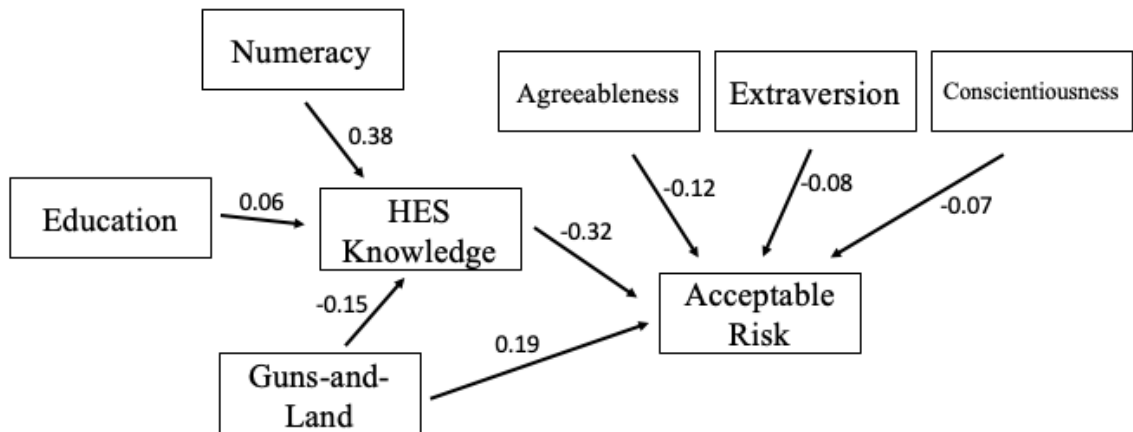 Numeracy
Agreeableness
Extraversion
Conscientiousness
0.38
-0.12
-0.08
-0.07
Education
0.06
HES
Knowledge
-0.32
-0.15
Acceptable
Risk
0.19
Guns-and-
Land